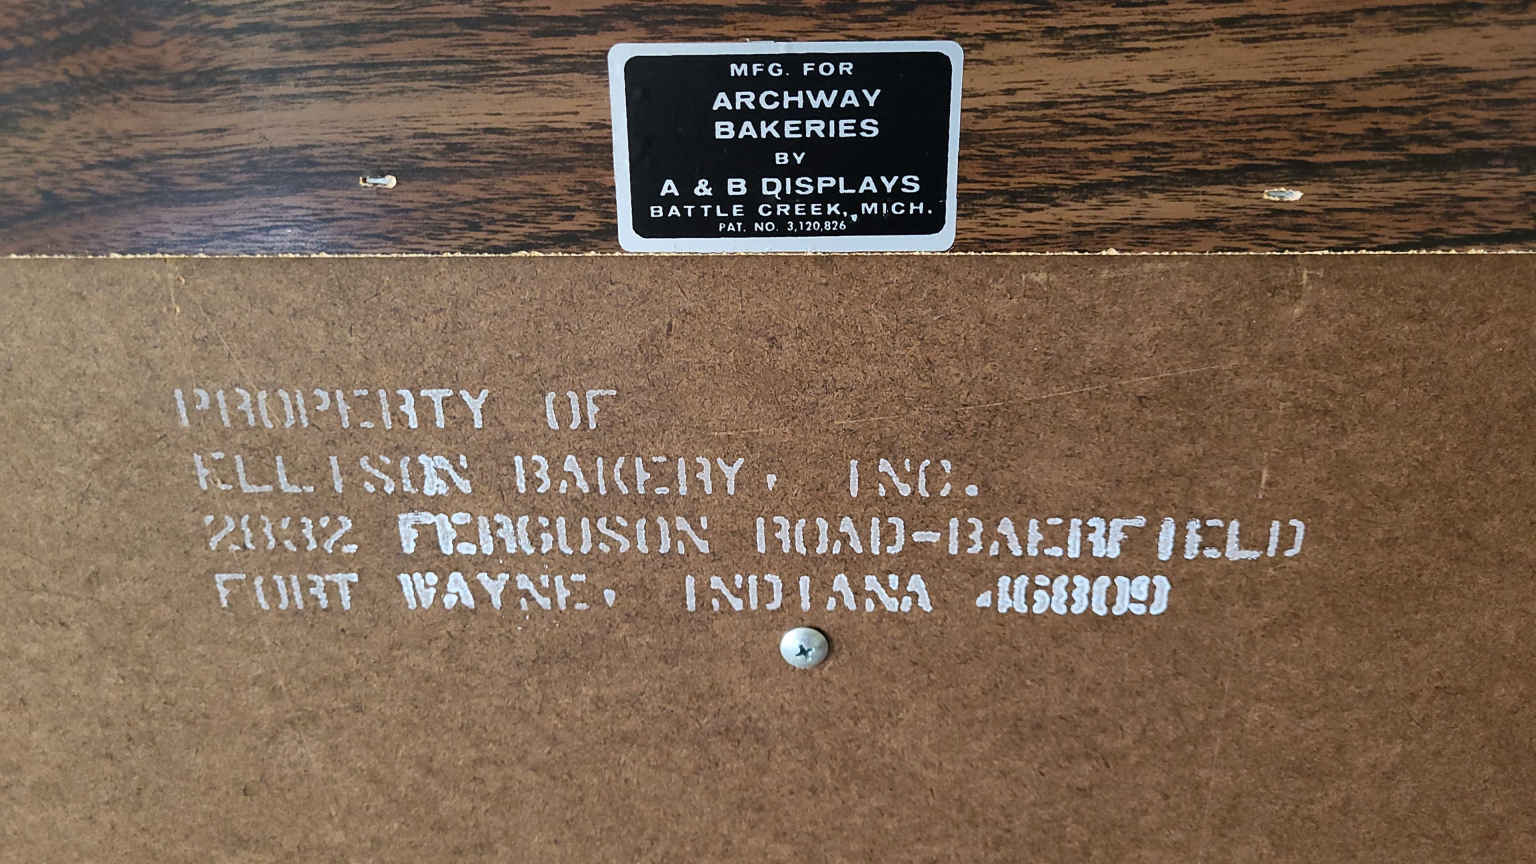 MFG. FOR
ARCHWAY
BAKERIES
BY
A & B DISPLAYS
BATTLE CREEK, MICH.
PAT. NO. 3,120,826
PROPERTY OF
ELLISON BAKERY, INC.
2832 FERGUSON ROAD-BAERFIELD
FORT WAYNE, INDIANA 46809